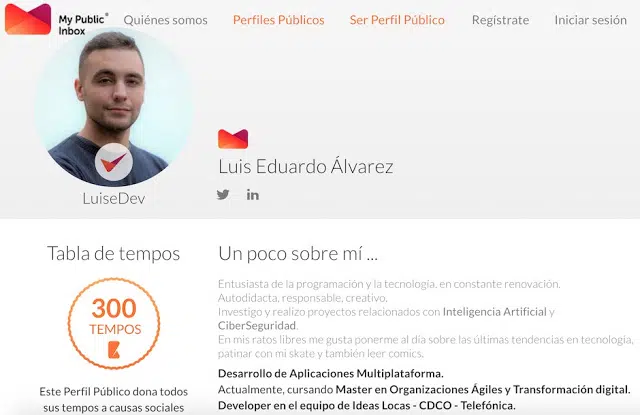 My Public® Inbox
Quiénes somos
Perfiles Públicos
Ser Perfil Público
Regístrate
Iniciar sesión
LuiseDev
Luis Eduardo Álvarez
Tabla de tempos
300
TEMPOS
Este Perfil Público dona todos
sus tempos a causas sociales
Un poco sobre mí ...
Entusiasta de la programación y la tecnología, en constante renovación.
Autodidacta, responsable, creativo.
Investigo y realizo proyectos relacionados con Inteligencia Artificial y
CiberSeguridad.
En mis ratos libres me gusta ponerme al día sobre las últimas tendencias en tecnología,
patinar con mi skate y también leer comics.
Desarrollo de Aplicaciones Multiplataforma.
Actualmente, cursando Master en Organizaciones Ágiles y Transformación digital.
Developer en el equipo de Ideas Locas - CDCO - Telefónica.